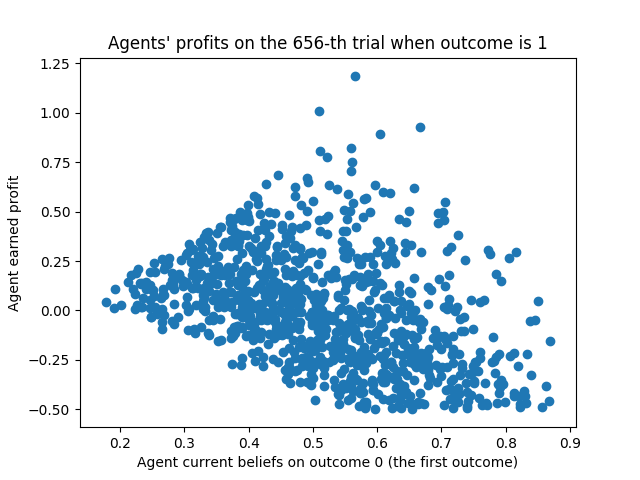 Agents' profits on the 656-th trial when outcome is 1
1.25
1.00
0.75
0.50
0.25
0.00
−0.25
−0.50
Agent earned profit
0.2 0.3 0.4 0.5 0.6 0.7 0.8 0.9
Agent current beliefs on outcome 0 (the first outcome)